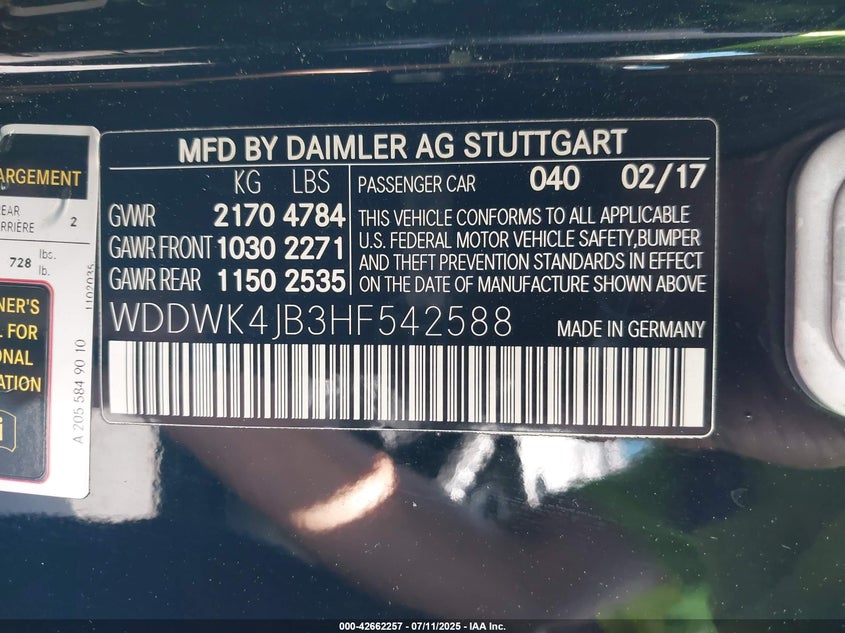 MFD BY DAIMLER AG STUTTGART
KG LBS
GWR 2170 4784
GAWR FRONT 1030 2271
GAWR REAR 1150 2535
PASSENGER CAR 040 02/17
THIS VEHICLE CONFORMS TO ALL APPLICABLE
U.S. FEDERAL MOTOR VEHICLE SAFETY,BUMPER
AND THEFT PREVENTION STANDARDS IN EFFECT
ON THE DATE OF MANUFACTURE SHOWN ABOVE
WDDWK4JB3HF542588 MADE IN GERMANY
ARGEMENT
2
728 lbs.
lb.
1102035
A 205 584 90 10
NER'S
L FOR
ONAL
ATION
000-42662257 - 07/11/2025 - IAA Inc.